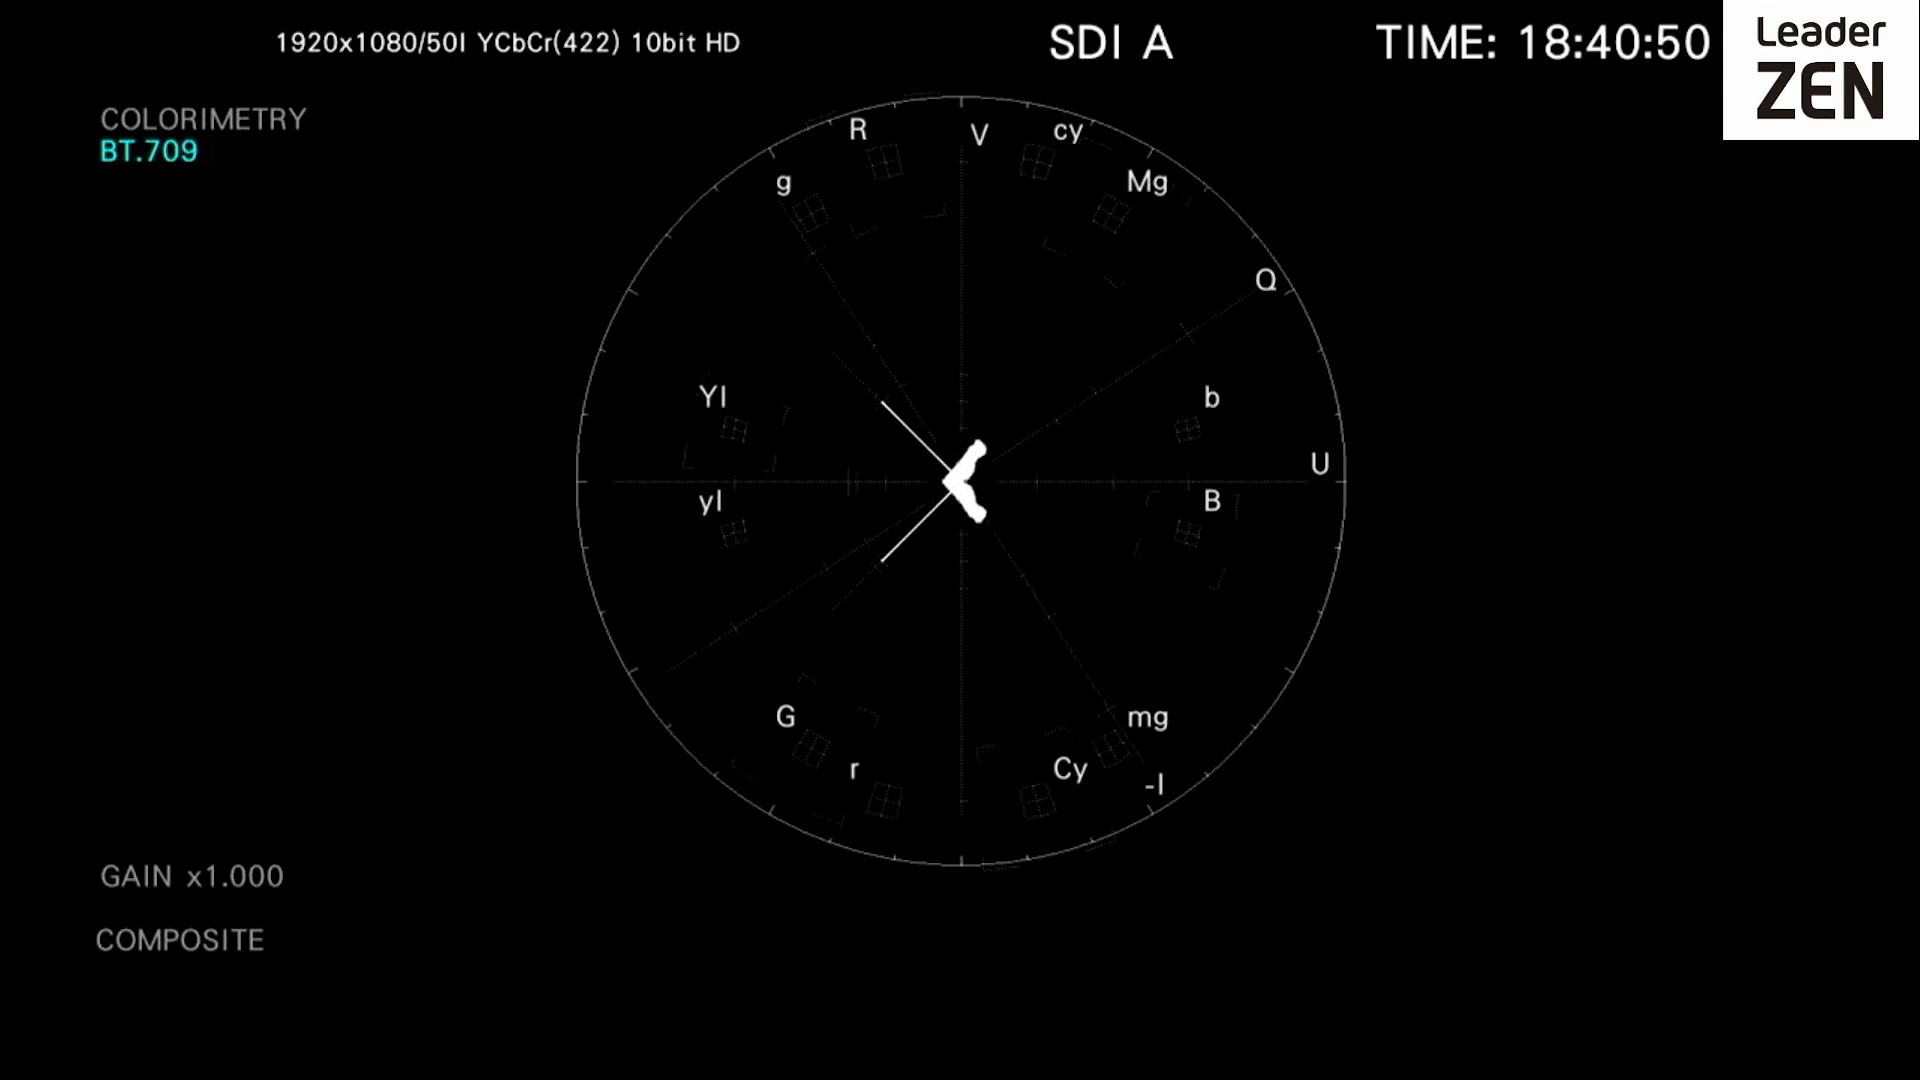 1920x1080/50I YCbCr(422) 10bit HD
SDI A
TIME: 18:40:50
Leader
ZEN
COLORIMETRY
BT.709
R
V
cy
g
Mg
Q
Yl
b
U
yl
B
G
mg
r
Cy
-I
GAIN x1.000
COMPOSITE